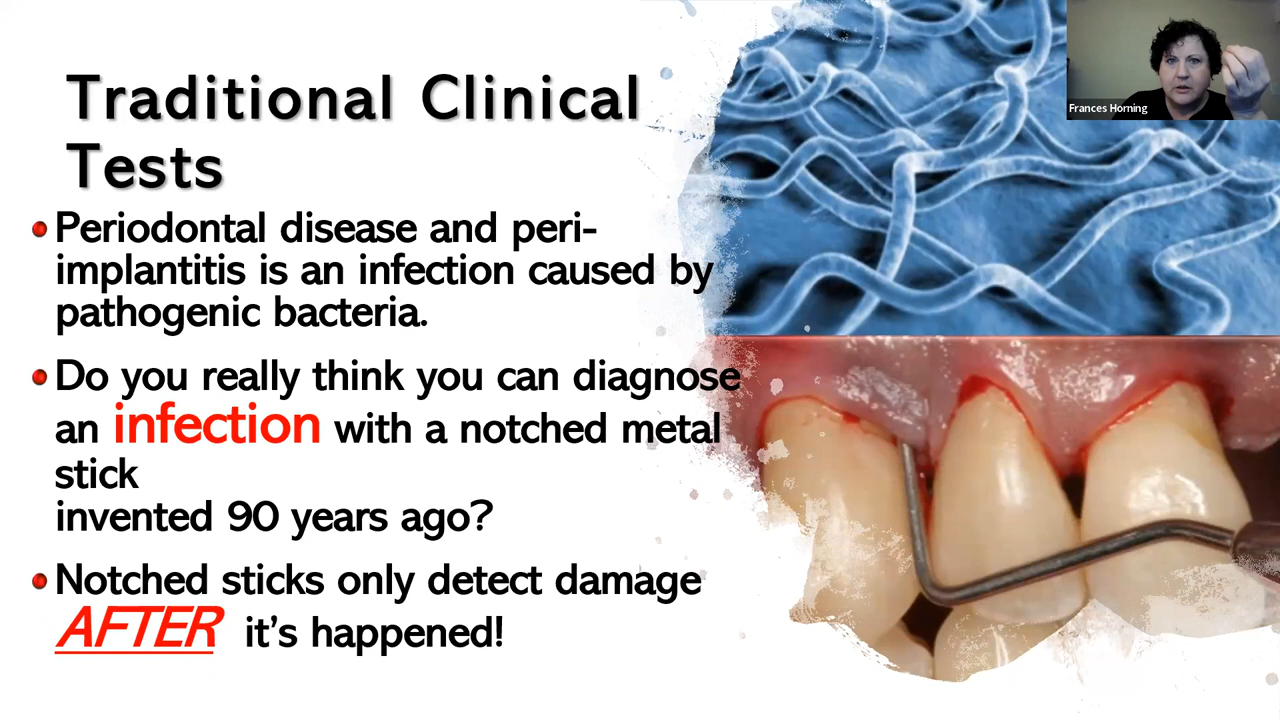 Traditional Clinical
Tests
Periodontal disease and peri-
implantitis is an infection caused by
pathogenic bacteria.
Do you really think you can diagnose
an infection with a notched metal
stick
invented 90 years ago?
Notched sticks only detect damage
AFTER it's happened!
Frances Horning